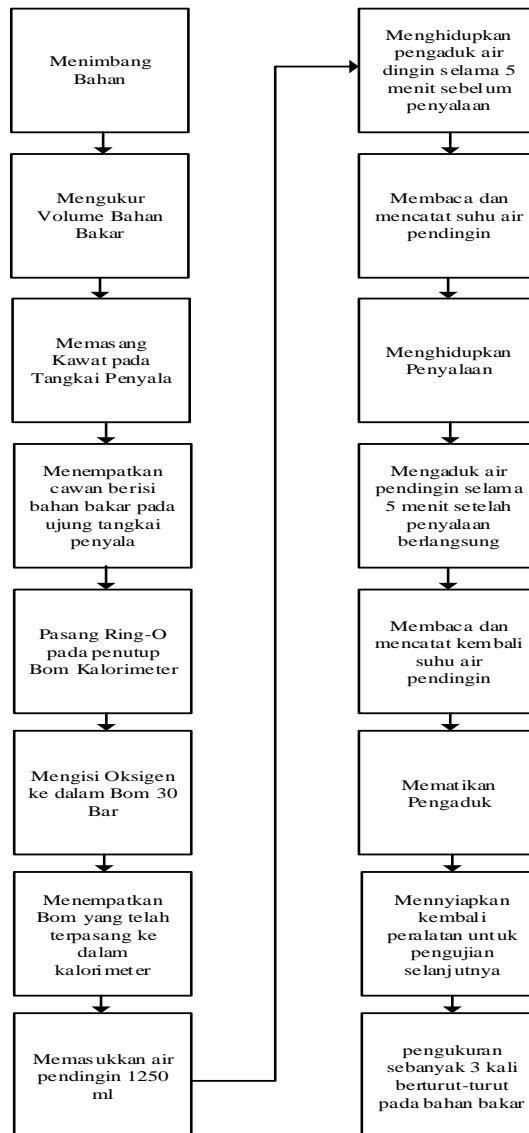 Menimbang
Bahan
Mengukur
Volume Bahan
Bakar
Memasang
Kawat pada
Tangkai Penyala
Menempatkan
cawan berisi
bahan bakar pada
ujung tangkai
penyala
Pasang Ring-O
pada penutup
Bom Kalorimeter
Mengisi Oksigen
ke dalam Bom 30
Bar
Menempatkan
Bom yang telah
terpasang ke
dalam
kalorimeter
Memasukkan air
pendingin 1250
ml
Menghidupkan
pengaduk air
dingin selama 5
menit sebelum
penyalaan
Membaca dan
mencatat suhu air
pendingin
Menghidupkan
Penyalaan
Mengaduk air
pendingin selama
5 menit setelah
penyalaan
berlangsung
Membaca dan
mencatat kembali
suhu air
pendingin
Mematikan
Pengaduk
Mennyiapkan
kembali
peralatan untuk
pengujian
selanjutnya
pengukuran
sebanyak 3 kali
berturut-turut
pada bahan bakar